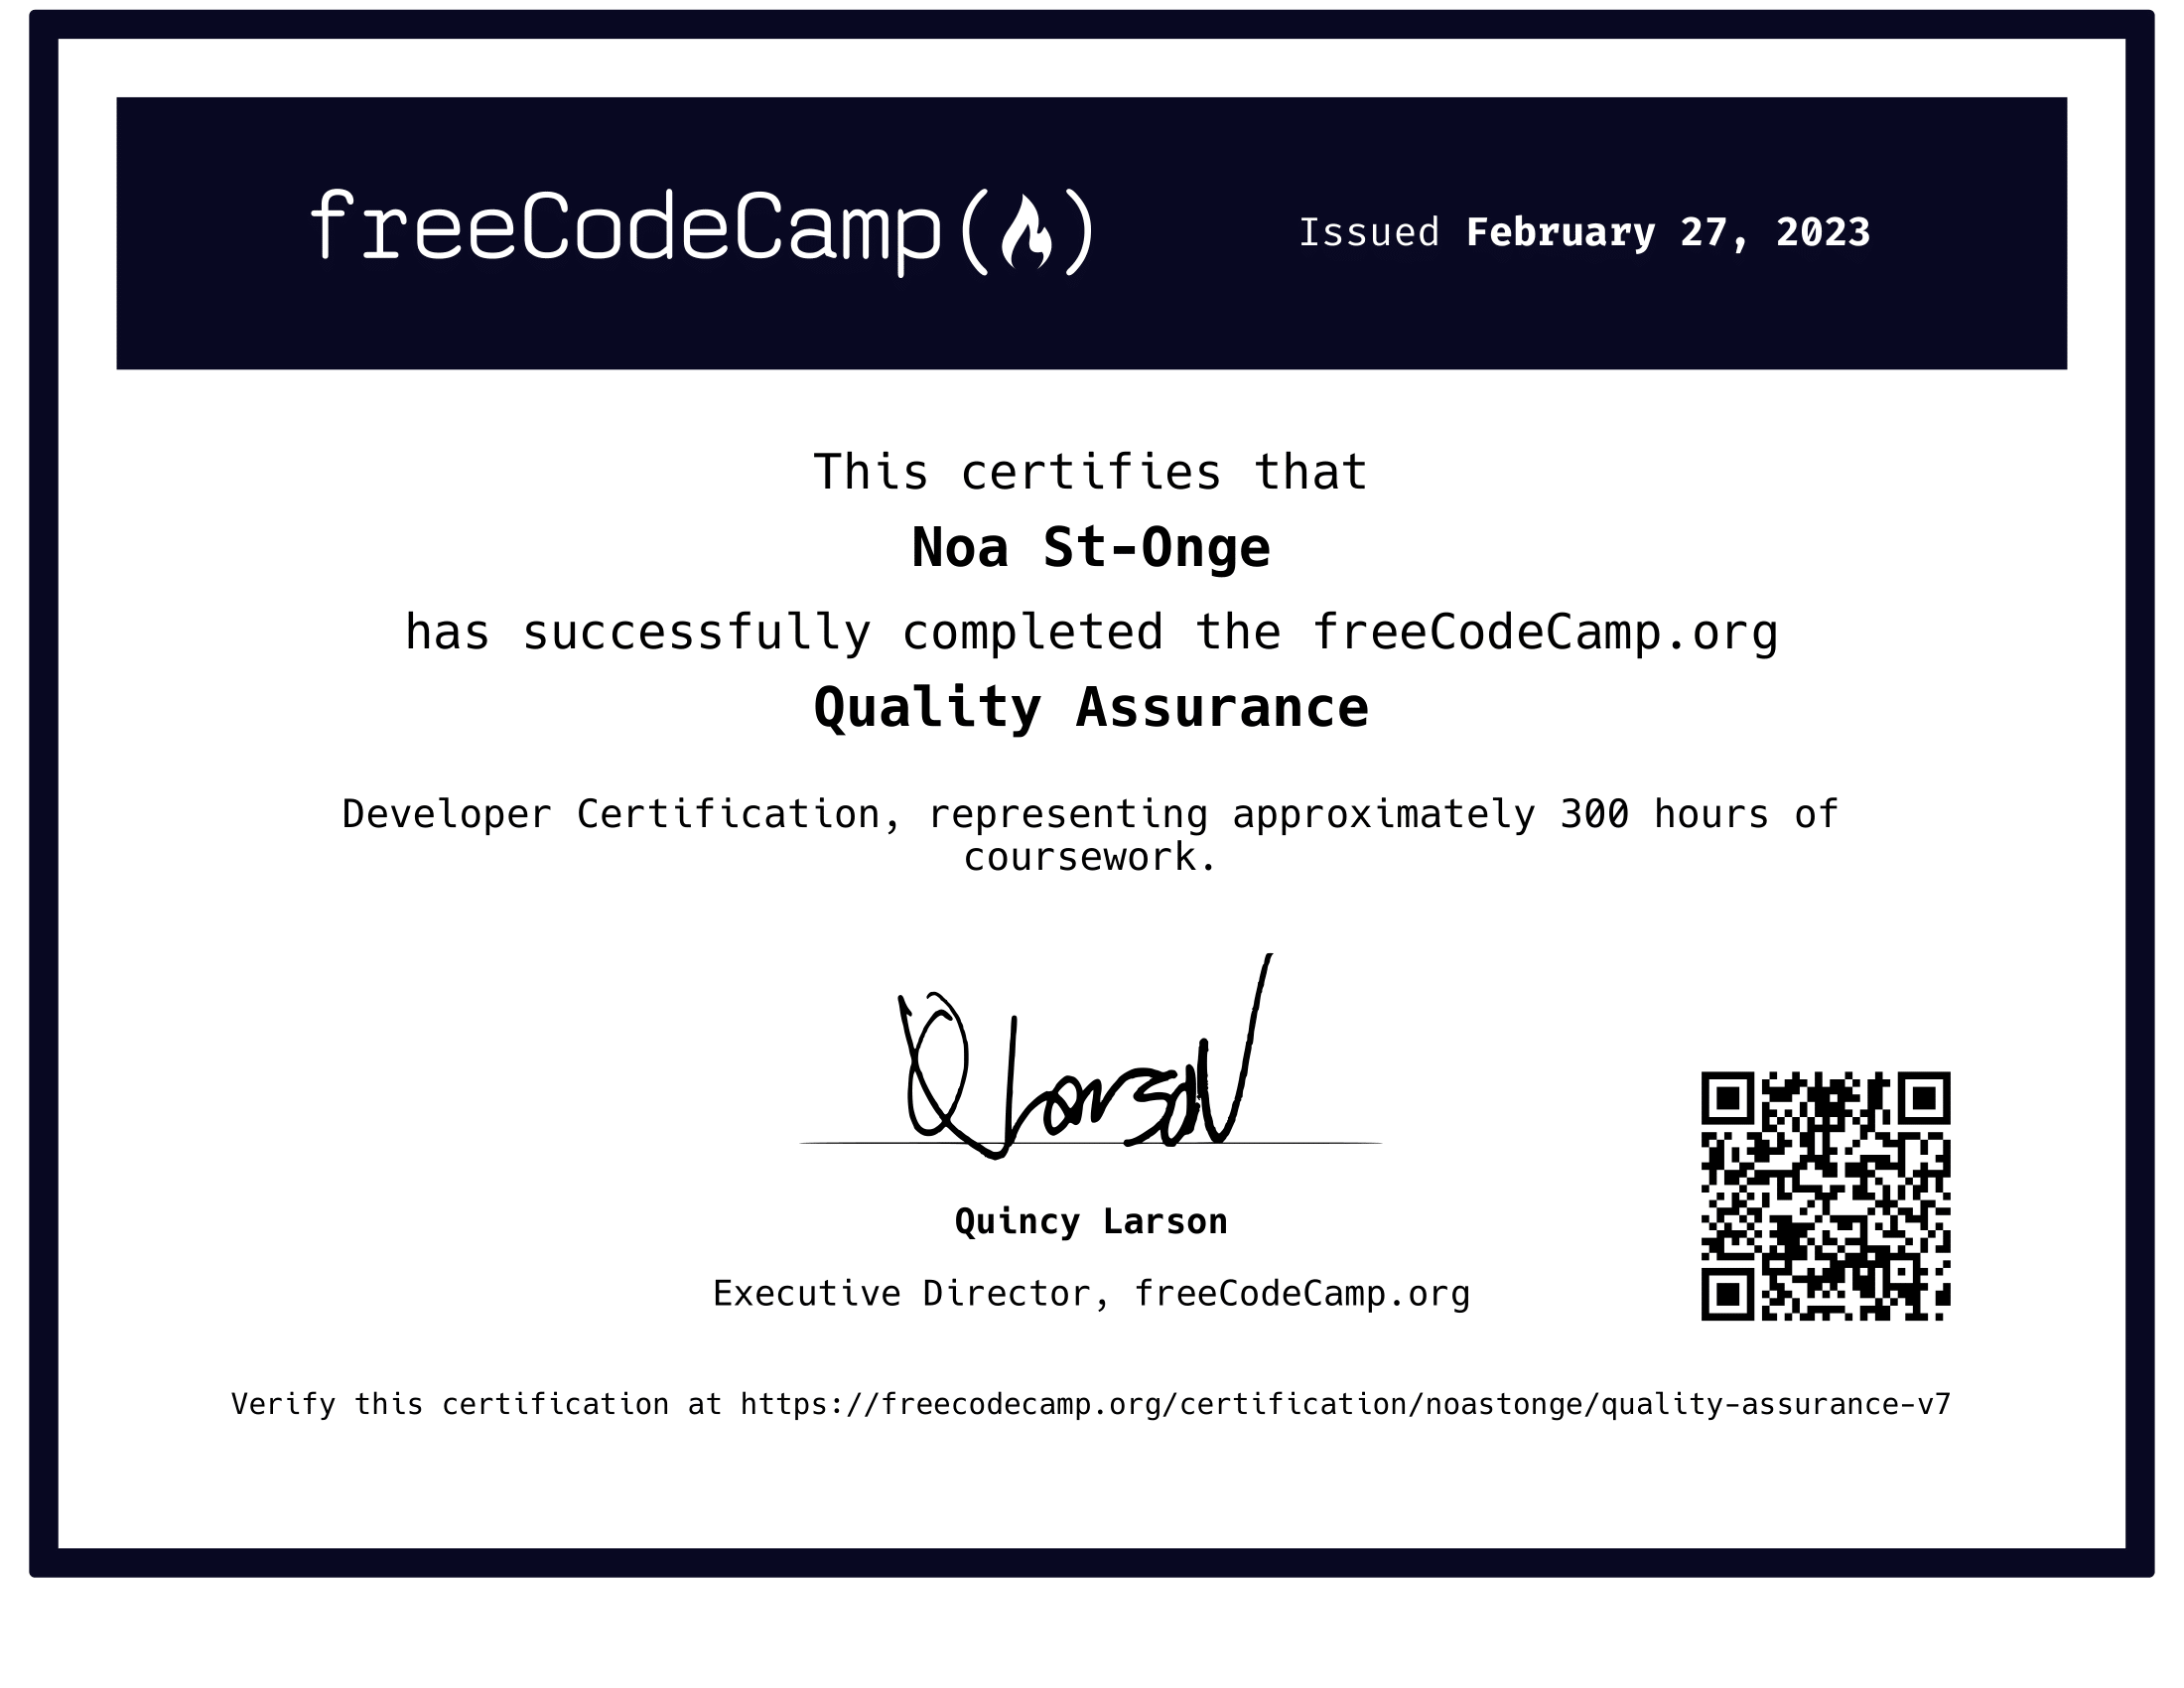 freeCodeCamp
Issued February 27, 2023
This certifies that
Noa St-Onge
has successfully completed the freeCodeCamp.org
Quality Assurance
Developer Certification, representing approximately 300 hours of
coursework.
Quincy Larson
Executive Director, freeCodeCamp.org
Verify this certification at https://freecodecamp.org/certification/noastonge/quality-assurance-v7